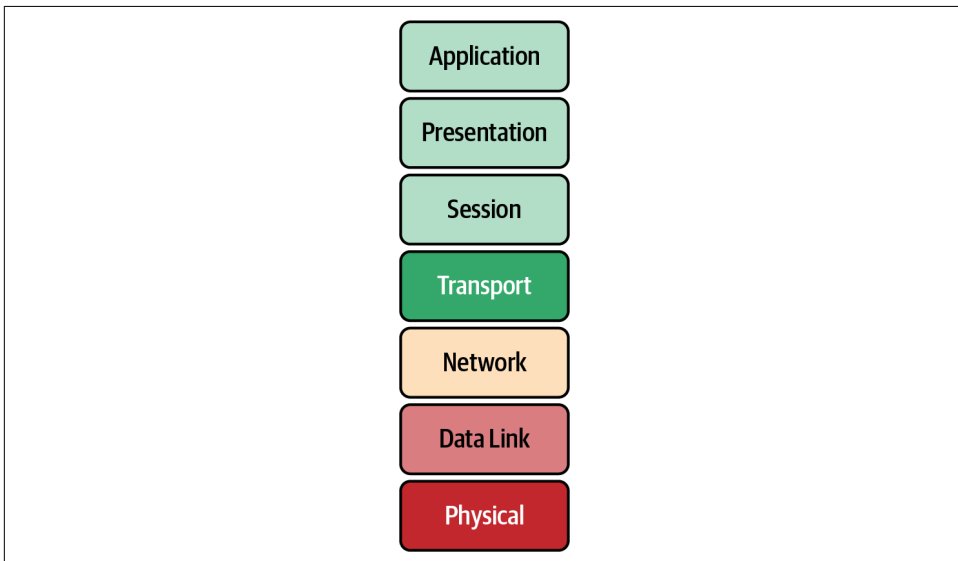 Application
Presentation
Session
Transport
Network
Data Link
Physical